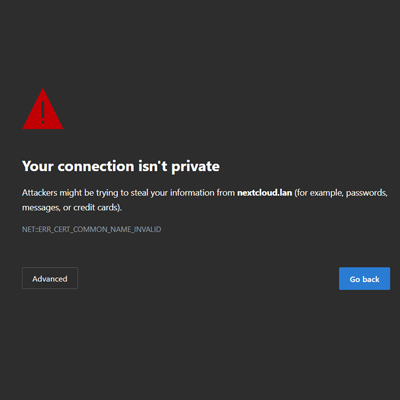 Your connection isn't private
Attackers might be trying to steal your information from nextcloud.lan (for example, passwords,
messages, or credit cards).
NET::ERR_CERT_COMMON_NAME_INVALID
Advanced
Go back